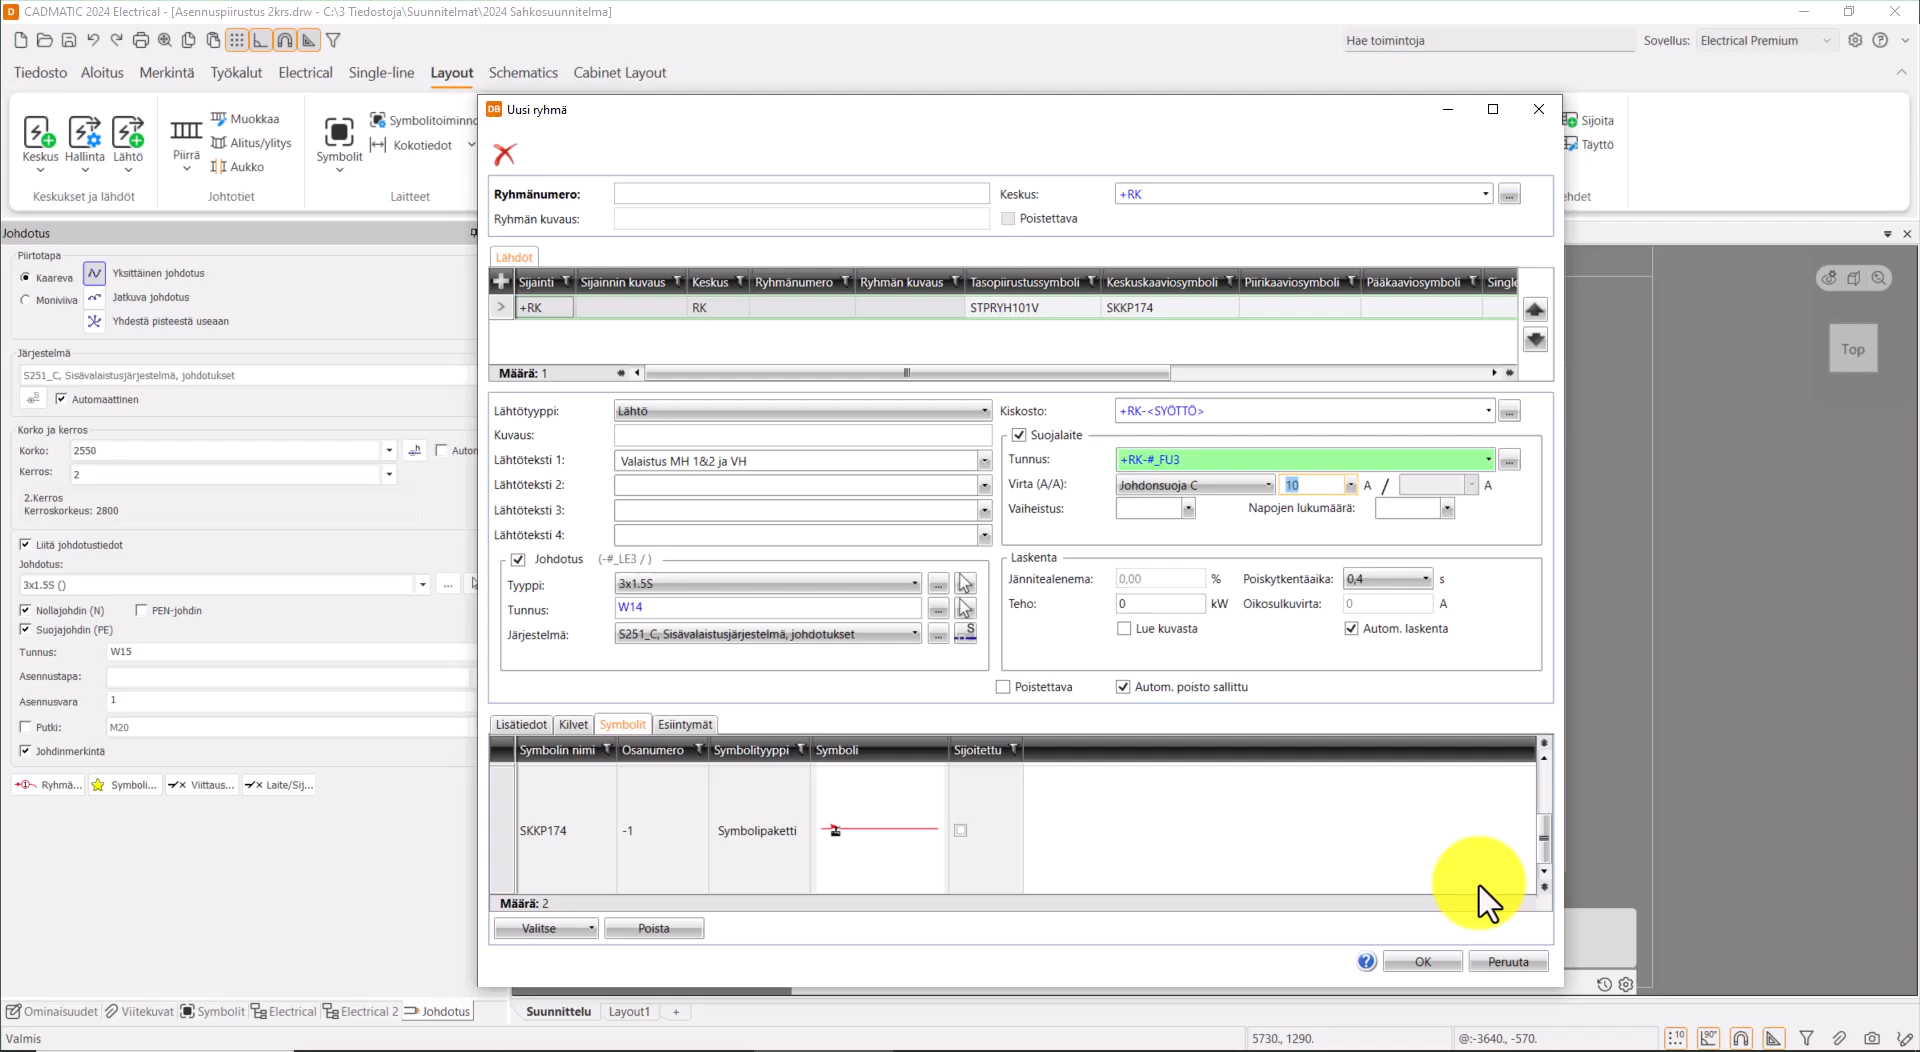 CADMATIC 2024 Electrical - [Asennuspiirustus 2krs.drw - C:\3 Tiedostoja\Suunnitelmat\2024 Sahkosuunnitelma]
Hae toimintoja
Sovellus: Electrical Premium
Tiedosto Aloitus Merkintä Työkalut Electrical Single-line Layout Schematics Cabinet Layout
Keskus Hallinta Lähtö
Keskukset ja lähdöt
Piirrä
Muokkaa
Alitus/ylitys
Aukko
Johtotiet
Symbolit
Symbolitoiminno
Kokotiedot
Laitteet
Sijoita
Täyttö
ehdet
Johdotus
Piirtotapa
Kaareva
Moniviiva
Yksittäinen johdotus
Jatkuva johdotus
Yhdestä pisteestä useaan
Järjestelmä
S251_C, Sisävalaistusjärjestelmä, johdotukset
Automaattinen
Korko ja kerros
Korko: 2550 Auton
Kerros: 2
2.Kerros
Kerroskorkeus: 2800
Liitä johdotustiedot
Johdotus:
3x1.5S ()
Nollajohdin (N) PEN-johdin
Suojajohdin (PE)
Tunnus: W15
Asennustapa:
Asennusvara 1
Putki: M20
Johdinmerkintä
Ryhmä... Symboli... Viittaus... Laite/Sij...
DB Uusi ryhmä
Ryhmänumero: Keskus: +RK ...
Ryhmän kuvaus: Poistettava
Lähdöt
Sijainti Sijainnin kuvaus Keskus Ryhmänumero Ryhmän kuvaus Tasopiirustussymboli Keskuskaaviosymboli Piirikaaviosymboli Pääkaaviosymboli Single
+RK RK STPRYH101V SKKP174
Määrä: 1
Lähtötyyppi: Lähtö Kiskosto: +RK-<SYÖTTÖ> ...
Kuvaus: Suojalaite
Lähtöteksti 1: Valaistus MH 1&2 ja VH Tunnus: +RK-#_FU3 ...
Lähtöteksti 2: Virta (A/A): Johdonsuoja C 10 A / A
Lähtöteksti 3: Vaiheistus: Napojen lukumäärä:
Lähtöteksti 4:
Johdotus (-#_LE3 / ) Laskenta
Tyyppi: 3x1.5S ... Jännitealenema: 0,00 % Poiskytkentäaika: 0,4 s
Tunnus: W14 ... Teho: 0 kW Oikosulkuvirta: 0 A
Järjestelmä: S251_C, Sisävalaistusjärjestelmä, johdotukset ... S Lue kuvasta Autom. laskenta
Poistettava Autom. poisto sallittu
Lisätiedot Kilvet Symbolit Esiintymät
Symbolin nimi Osanumero Symbolityyppi Symboli Sijoitettu
SKKP174 -1 Symbolipaketti
Määrä: 2
Valitse Poista
? OK Peruuta
Top
Ominaisuudet Viitekuvat Symbolit Electrical Electrical 2 Johdotus
Suunnittelu Layout1 +
Valmis 5730., 1290. @:-3640., -570. 10 90°